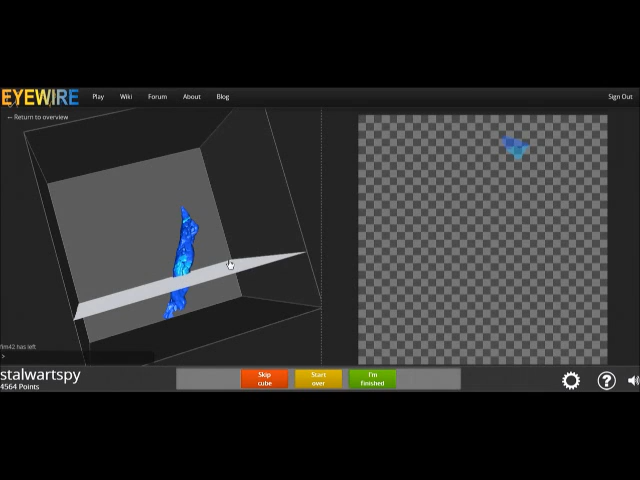 EYEWIRE
Play
Wiki
Forum
About
Blog
Sign Out
← Return to overview
has left
>
stalwartspy
4564 Points
Skip
cube
Start
over
I'm
finished
?